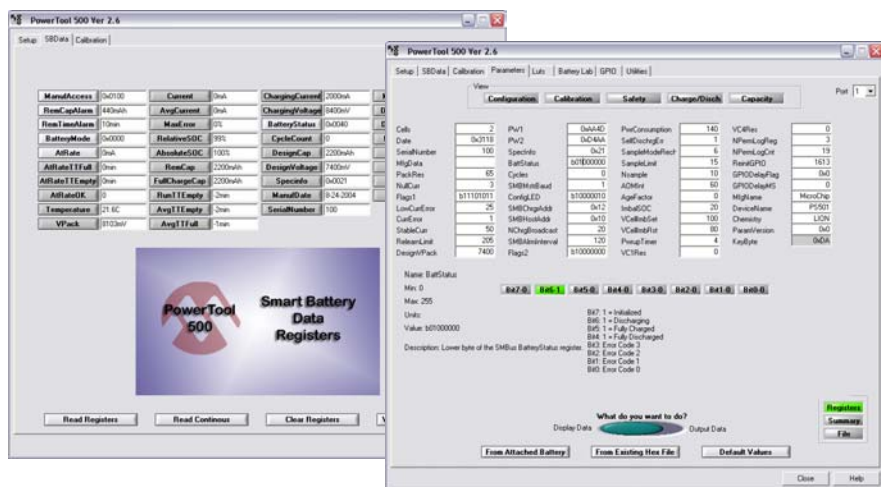 PowerTool 500 Ver 2.6
Setup SBData Calibration
ManufAccess 0x0100 Current 0mA ChargingCurrent 2000mA
RemCapAlarm 440mAh AvgCurrent 0mA ChargingVoltage 8400mV
RemTimeAlarm 10min MaxError 0% BatteryStatus 0x0040
BatteryMode 0x0000 RelativeSOC 99% CycleCount 0
AtRate 0mA AbsoluteSOC 100% DesignCap 2200mAh
AtRateTTFull 0min RemCap 2200mAh DesignVoltage 7400mV
AtRateTTEmpty 0min FullChargeCap 2200mAh Specinfo 0x0021
AtRateOK 0 RunTTEmpty -2min ManufDate 8-24-2004
Temperature 21.6C AvgTTEmpty -2min SerialNumber 100
VPack 8103mV AvgTTFull -1min
PowerTool
500
Smart Battery
Data
Registers
Read Registers Read Continous Clear Registers
PowerTool 500 Ver 2.6
Setup SBData Calibration Parameters Luts Battery Lab GPIO Utilities
View
Configuration Calibration Safety Charge/Disch Capacity
Port 1
Cells 2 PW1 0xAA4D PwrConsumption 140 VC4Res 0
Date 0x3118 PW2 0xD4AA SelfDischrgErr 1 NFemLogReg 3
SerialNumber 100 SpecInfo 0x21 SampleModeRech 6 NFemLogCnt 19
MfgData BattStatus b01000000 SampleLimit 15 ReinitGPIO 1613
PackRes 65 Cycles 0 Nsample 10 GPIODelayFlag 0x0
NullCur 3 SMBMstBaud 1 AOMInt 60 GPIODelayMS 0
Flags1 b11101011 ConfigLED b10000010 AgeFactor 0 MfgName MicroChip
LowCurError 25 SMBChrgAddr 0x12 ImbalSOC 20 DeviceName PS501
CurrError 1 SMBHostAddr 0x10 VCellImbSet 100 Chemistry LION
StableCurr 50 NChrgBroadcast 20 VCellImbRst 80 ParamVersion 0
RelearnLimit 205 SMBAlrmInterval 120 PwrupTimer 4 KeyByte 0xDA
DesignVPack 7400 Flags2 b10000000 VC1Res 0
Name: BattStatus
Min: 0
Bit7-0 Bit6-1 Bit5-0 Bit4-0 Bit3-0 Bit2-0 Bit1-0 Bit0-0
Max: 255
Units:
Value: b01000000
Description: Lower byte of the SMBus BatteryStatus register.
Bit7: 1 = Initialized
Bit6: 1 = Discharging
Bit5: 1 = Fully Charged
Bit4: 1 = Fully Discharged
Bit3: Error Code 3
Bit2: Error Code 2
Bit1: Error Code 1
Bit0: Error Code 0
What do you want to do?
Display Data Output Data
From Attached Battery From Existing Hex File Default Values
Registers
Summary
File
Close Help